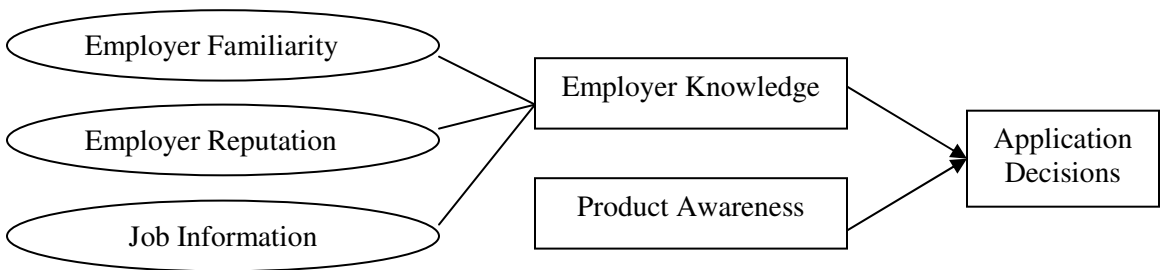 Employer Familiarity
Employer Reputation
Job Information
Employer Knowledge
Product Awareness
Application
Decisions